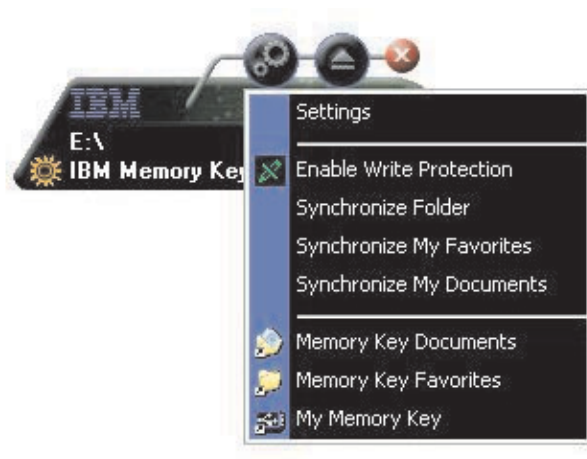 IBM
E:\
IBM Memory Key
Settings
Enable Write Protection
Synchronize Folder
Synchronize My Favorites
Synchronize My Documents
Memory Key Documents
Memory Key Favorites
My Memory Key